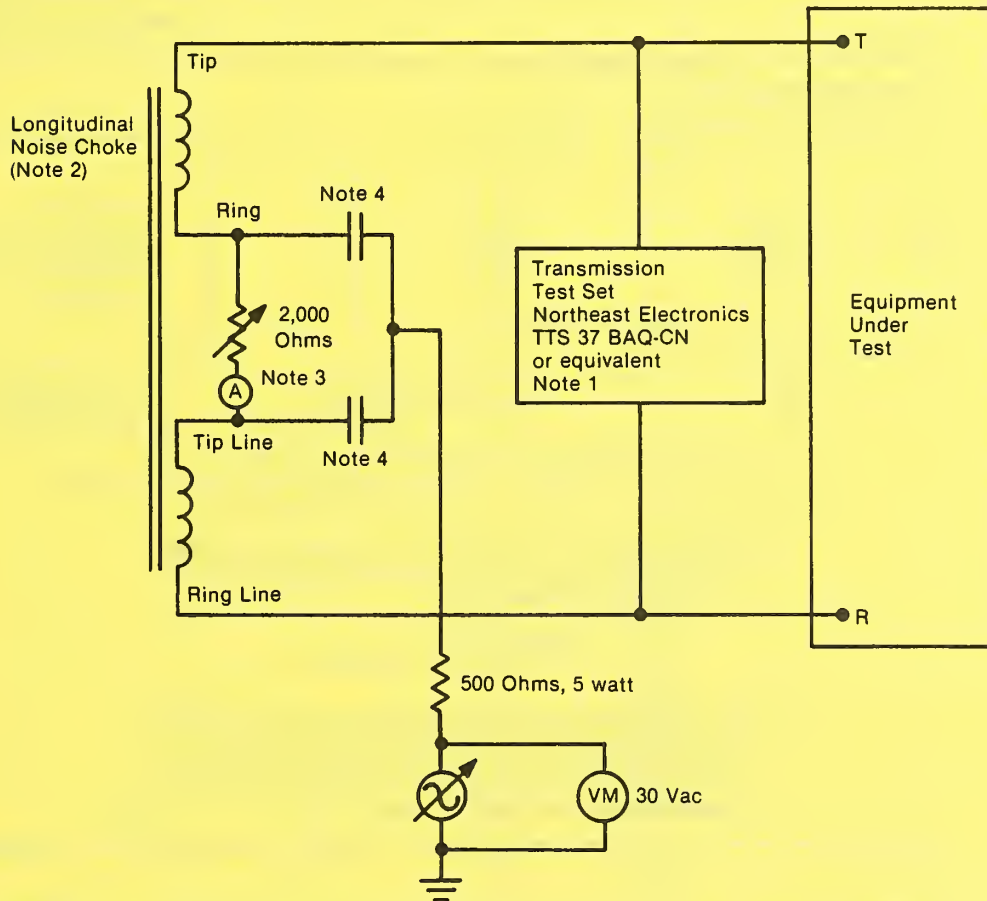 T
Tip
Longitudinal
Noise Choke
(Note 2)
Note 4
Ring
Transmission
Test Set
Northeast Electronics
TTS 37 BAQ-CN
or equivalent
Note 1
2,000
Ohms
Equipment
Under
Test
Note 3
A
Tip Line
Note 4
Ring Line
R
500 Ohms, 5 watt
VM
30 Vac